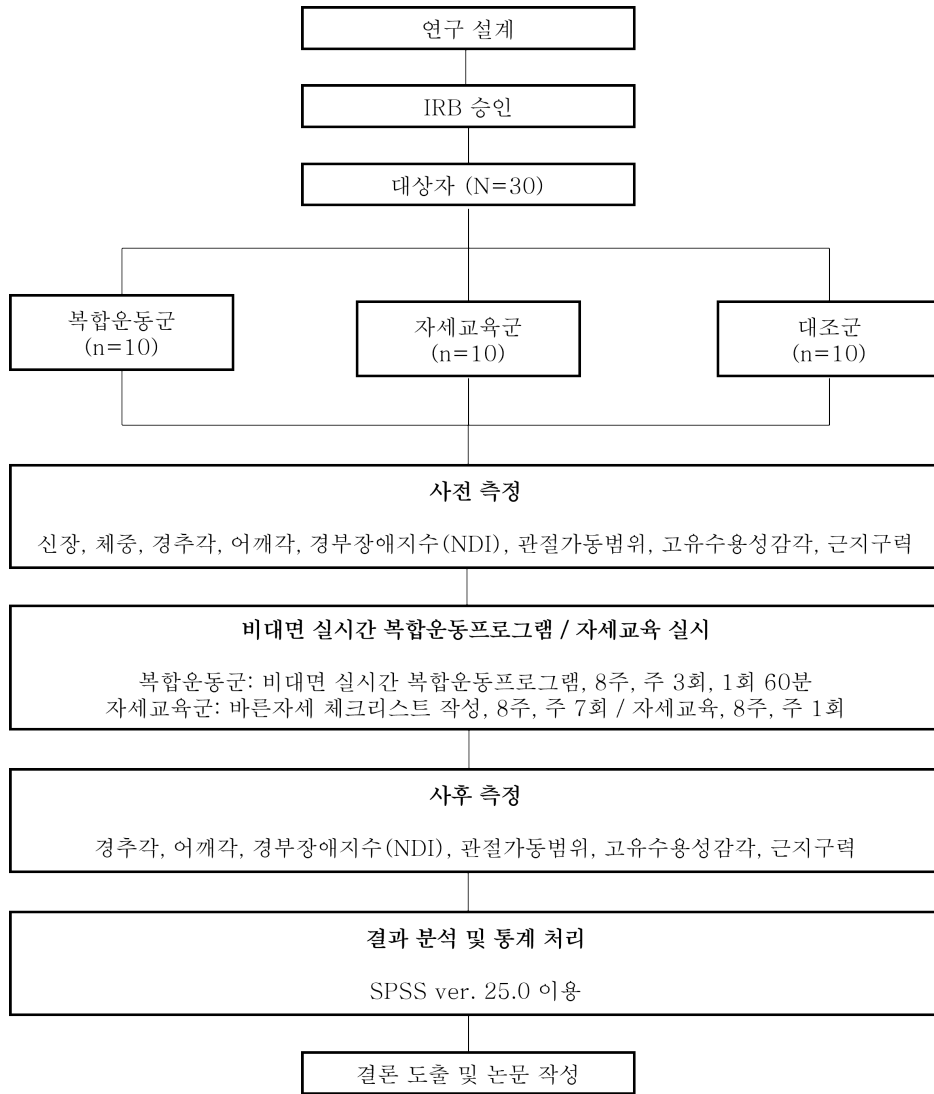 연구 설계
IRB 승인
대상자 (N=30)
복합운동군
(n=10)
자세교육군
(n=10)
대조군
(n=10)
사전 측정
신장, 체중, 경추각, 어깨각, 경부장애지수(NDI), 관절가동범위, 고유수용성감각, 근지구력
비대면 실시간 복합운동프로그램 / 자세교육 실시
복합운동군: 비대면 실시간 복합운동프로그램, 8주, 주 3회, 1회 60분
자세교육군: 바른자세 체크리스트 작성, 8주, 주 7회 / 자세교육, 8주, 주 1회
사후 측정
경추각, 어깨각, 경부장애지수(NDI), 관절가동범위, 고유수용성감각, 근지구력
결과 분석 및 통계 처리
SPSS ver. 25.0 이용
결론 도출 및 논문 작성